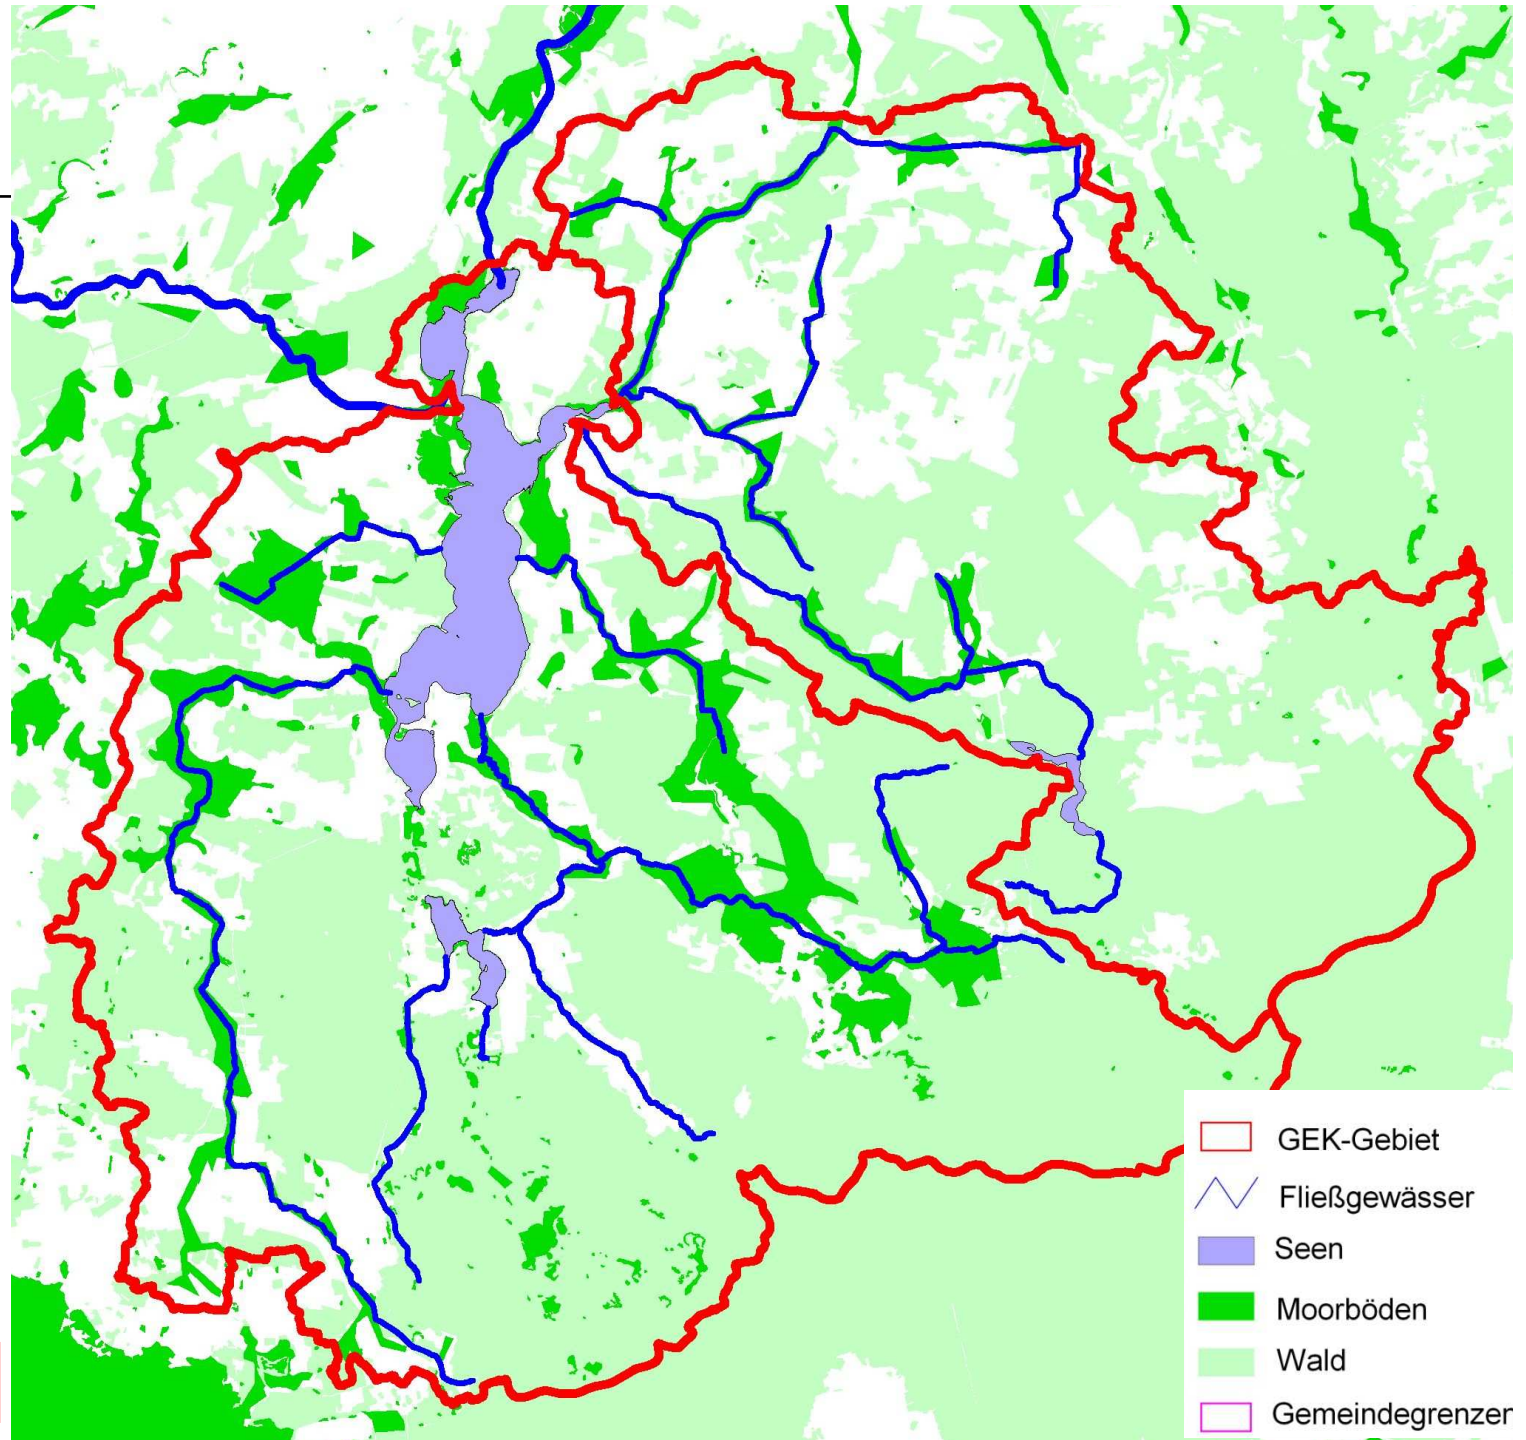 GEK-Gebiet
Fließgewässer
Seen
Moorböden
Wald
Gemeindegrenzen